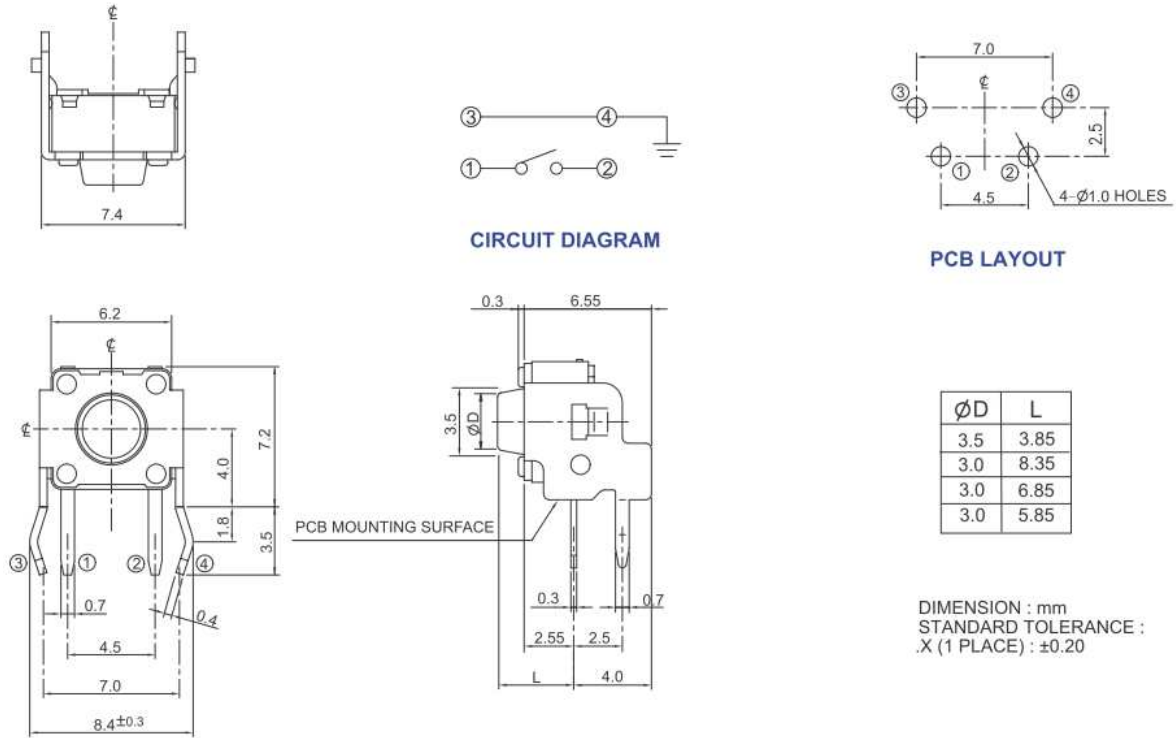 ℄
7.4
③ ④
① ②
CIRCUIT DIAGRAM
7.0
℄
③ ④
2.5
① ②
4.5
4-Ø1.0 HOLES
PCB LAYOUT
6.2
℄
℄
7.2
4.0
1.8
3.5
③ ① ② ④
0.7
0.4
4.5
7.0
8.4±0.3
0.3 6.55
3.5
ØD
PCB MOUNTING SURFACE
0.3 0.7
2.55 2.5
L 4.0
ØD L
3.5 3.85
3.0 8.35
3.0 6.85
3.0 5.85
DIMENSION : mm
STANDARD TOLERANCE :
.X (1 PLACE) : ±0.20